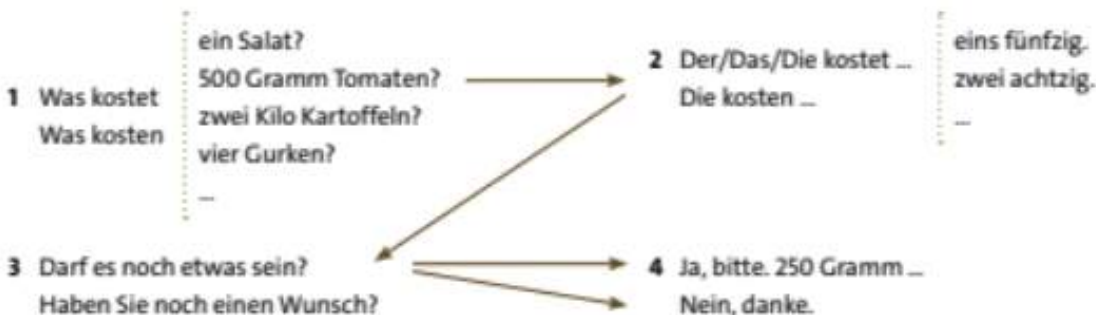 1 Was kostet
Was kosten
ein Salat?
500 Gramm Tomaten?
zwei Kilo Kartoffeln?
vier Gurken?
...
2 Der/Das/Die kostet ...
Die kosten ...
eins fünfzig.
zwei achtzig.
...
3 Darf es noch etwas sein?
Haben Sie noch einen Wunsch?
4 Ja, bitte. 250 Gramm ...
Nein, danke.